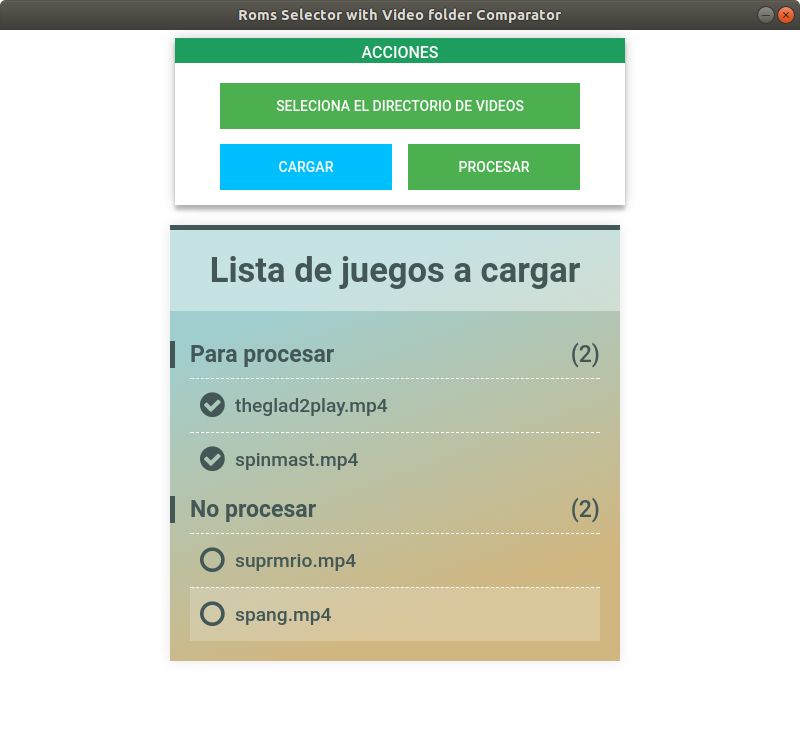 Roms Selector with Video folder Comparator
ACCIONES
SELECIONA EL DIRECTORIO DE VIDEOS
CARGAR
PROCESAR
Lista de juegos a cargar
Para procesar (2)
theglad2play.mp4
spinmast.mp4
No procesar (2)
suprmrio.mp4
spang.mp4